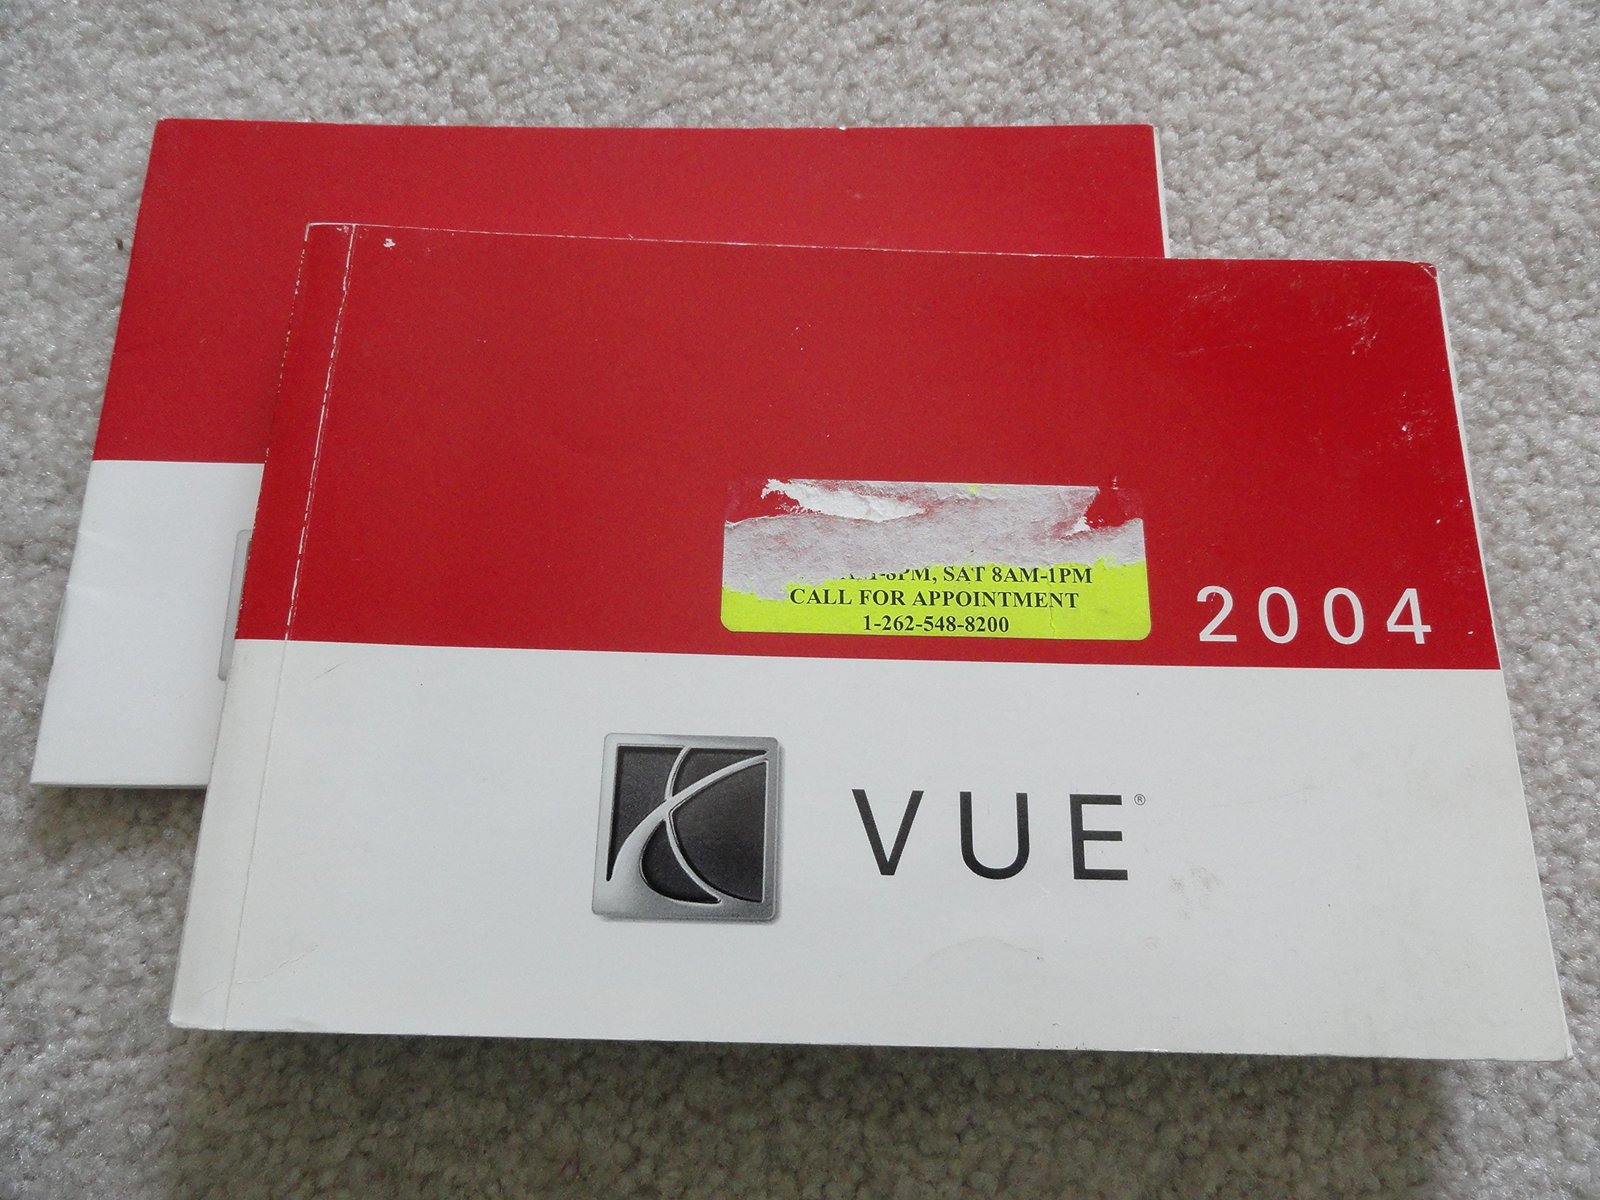 SAT 8AM-1PM
CALL FOR APPOINTMENT
1-262-548-8200
2004
VUE®